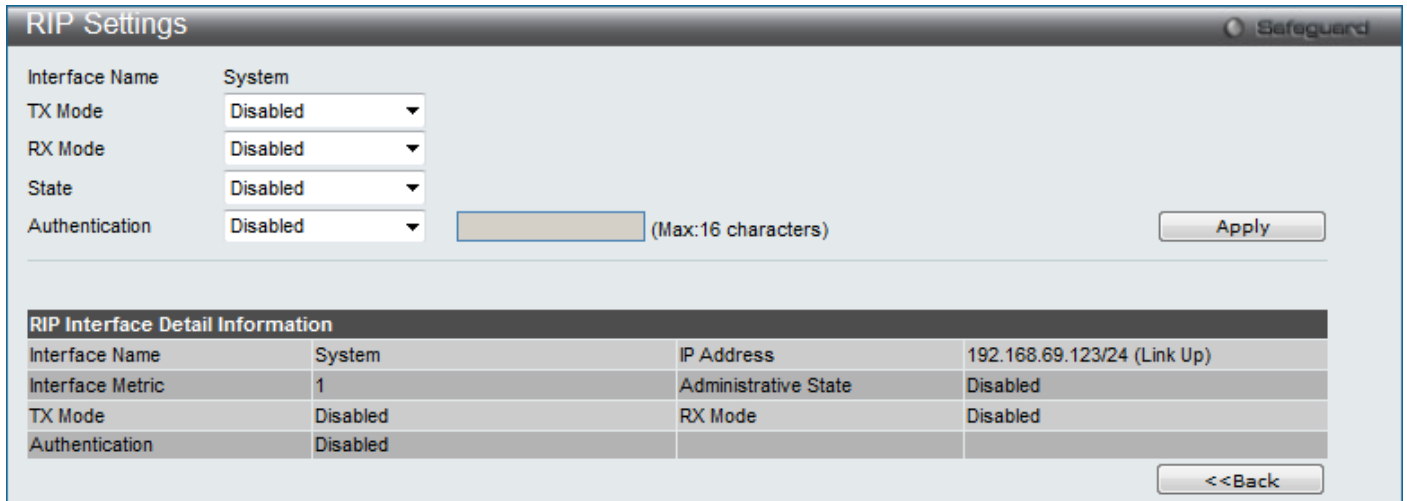 RIP Settings
Safeguard
Interface Name System
TX Mode Disabled
RX Mode Disabled
State Disabled
Authentication Disabled (Max:16 characters) Apply
RIP Interface Detail Information
Interface Name System IP Address 192.168.69.123/24 (Link Up)
Interface Metric 1 Administrative State Disabled
TX Mode Disabled RX Mode Disabled
Authentication Disabled
<<Back